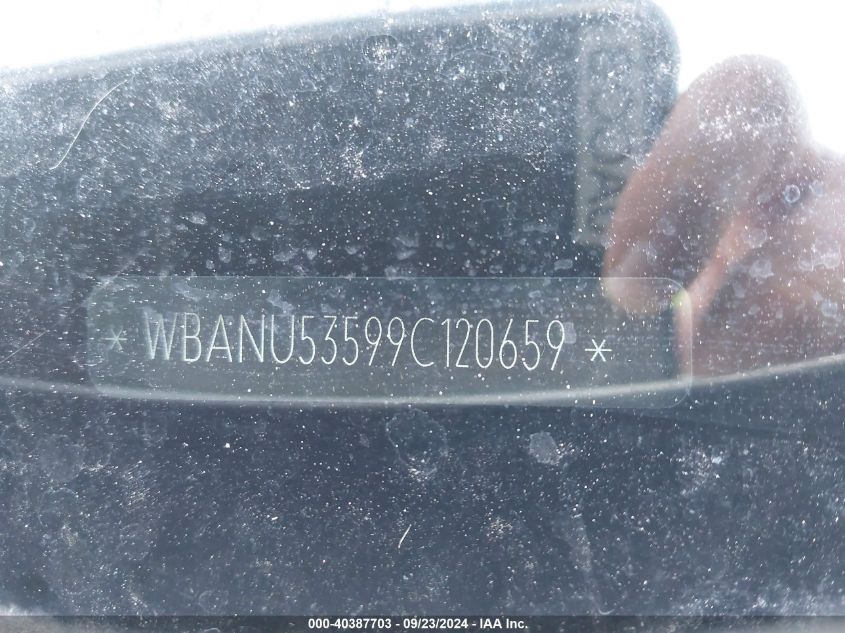 * WBANU53599C120659 *
000-40387703 - 09/23/2024 - IAA Inc.